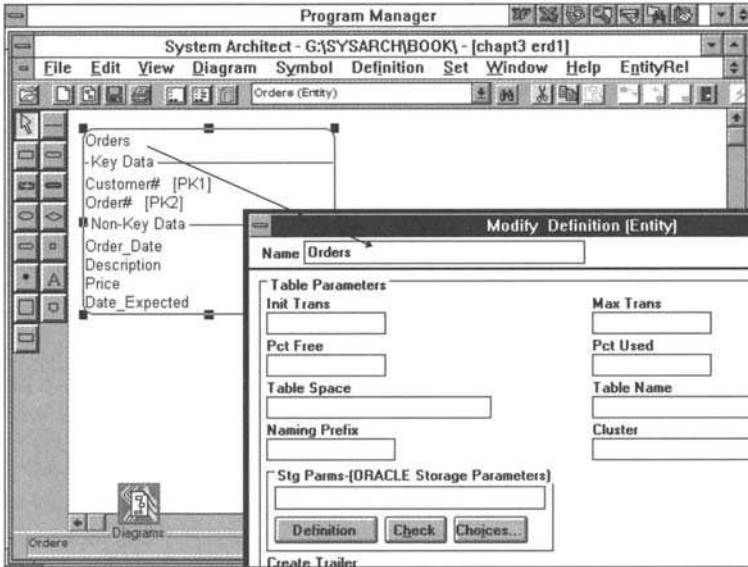 Program Manager
System Architect - G:\SYSARCH\BOOK\ - [chapt3 erd1]
File Edit View Diagram Symbol Definition Set Window Help EntityRel
Orders (Entity)
A
Orders
Key Data
Customer# [PK1]
Order# [PK2]
Non-Key Data
Order_Date
Description
Price
Date_Expected
Diagrams
Orders
Modify Definition (Entity)
Name Orders
Table Parameters
Init Trans Max Trans
Pct Free Pct Used
Table Space Table Name
Naming Prefix Cluster
Stg Parms-(ORACLE Storage Parameters)
Definition Check Choices...
Create Trailer